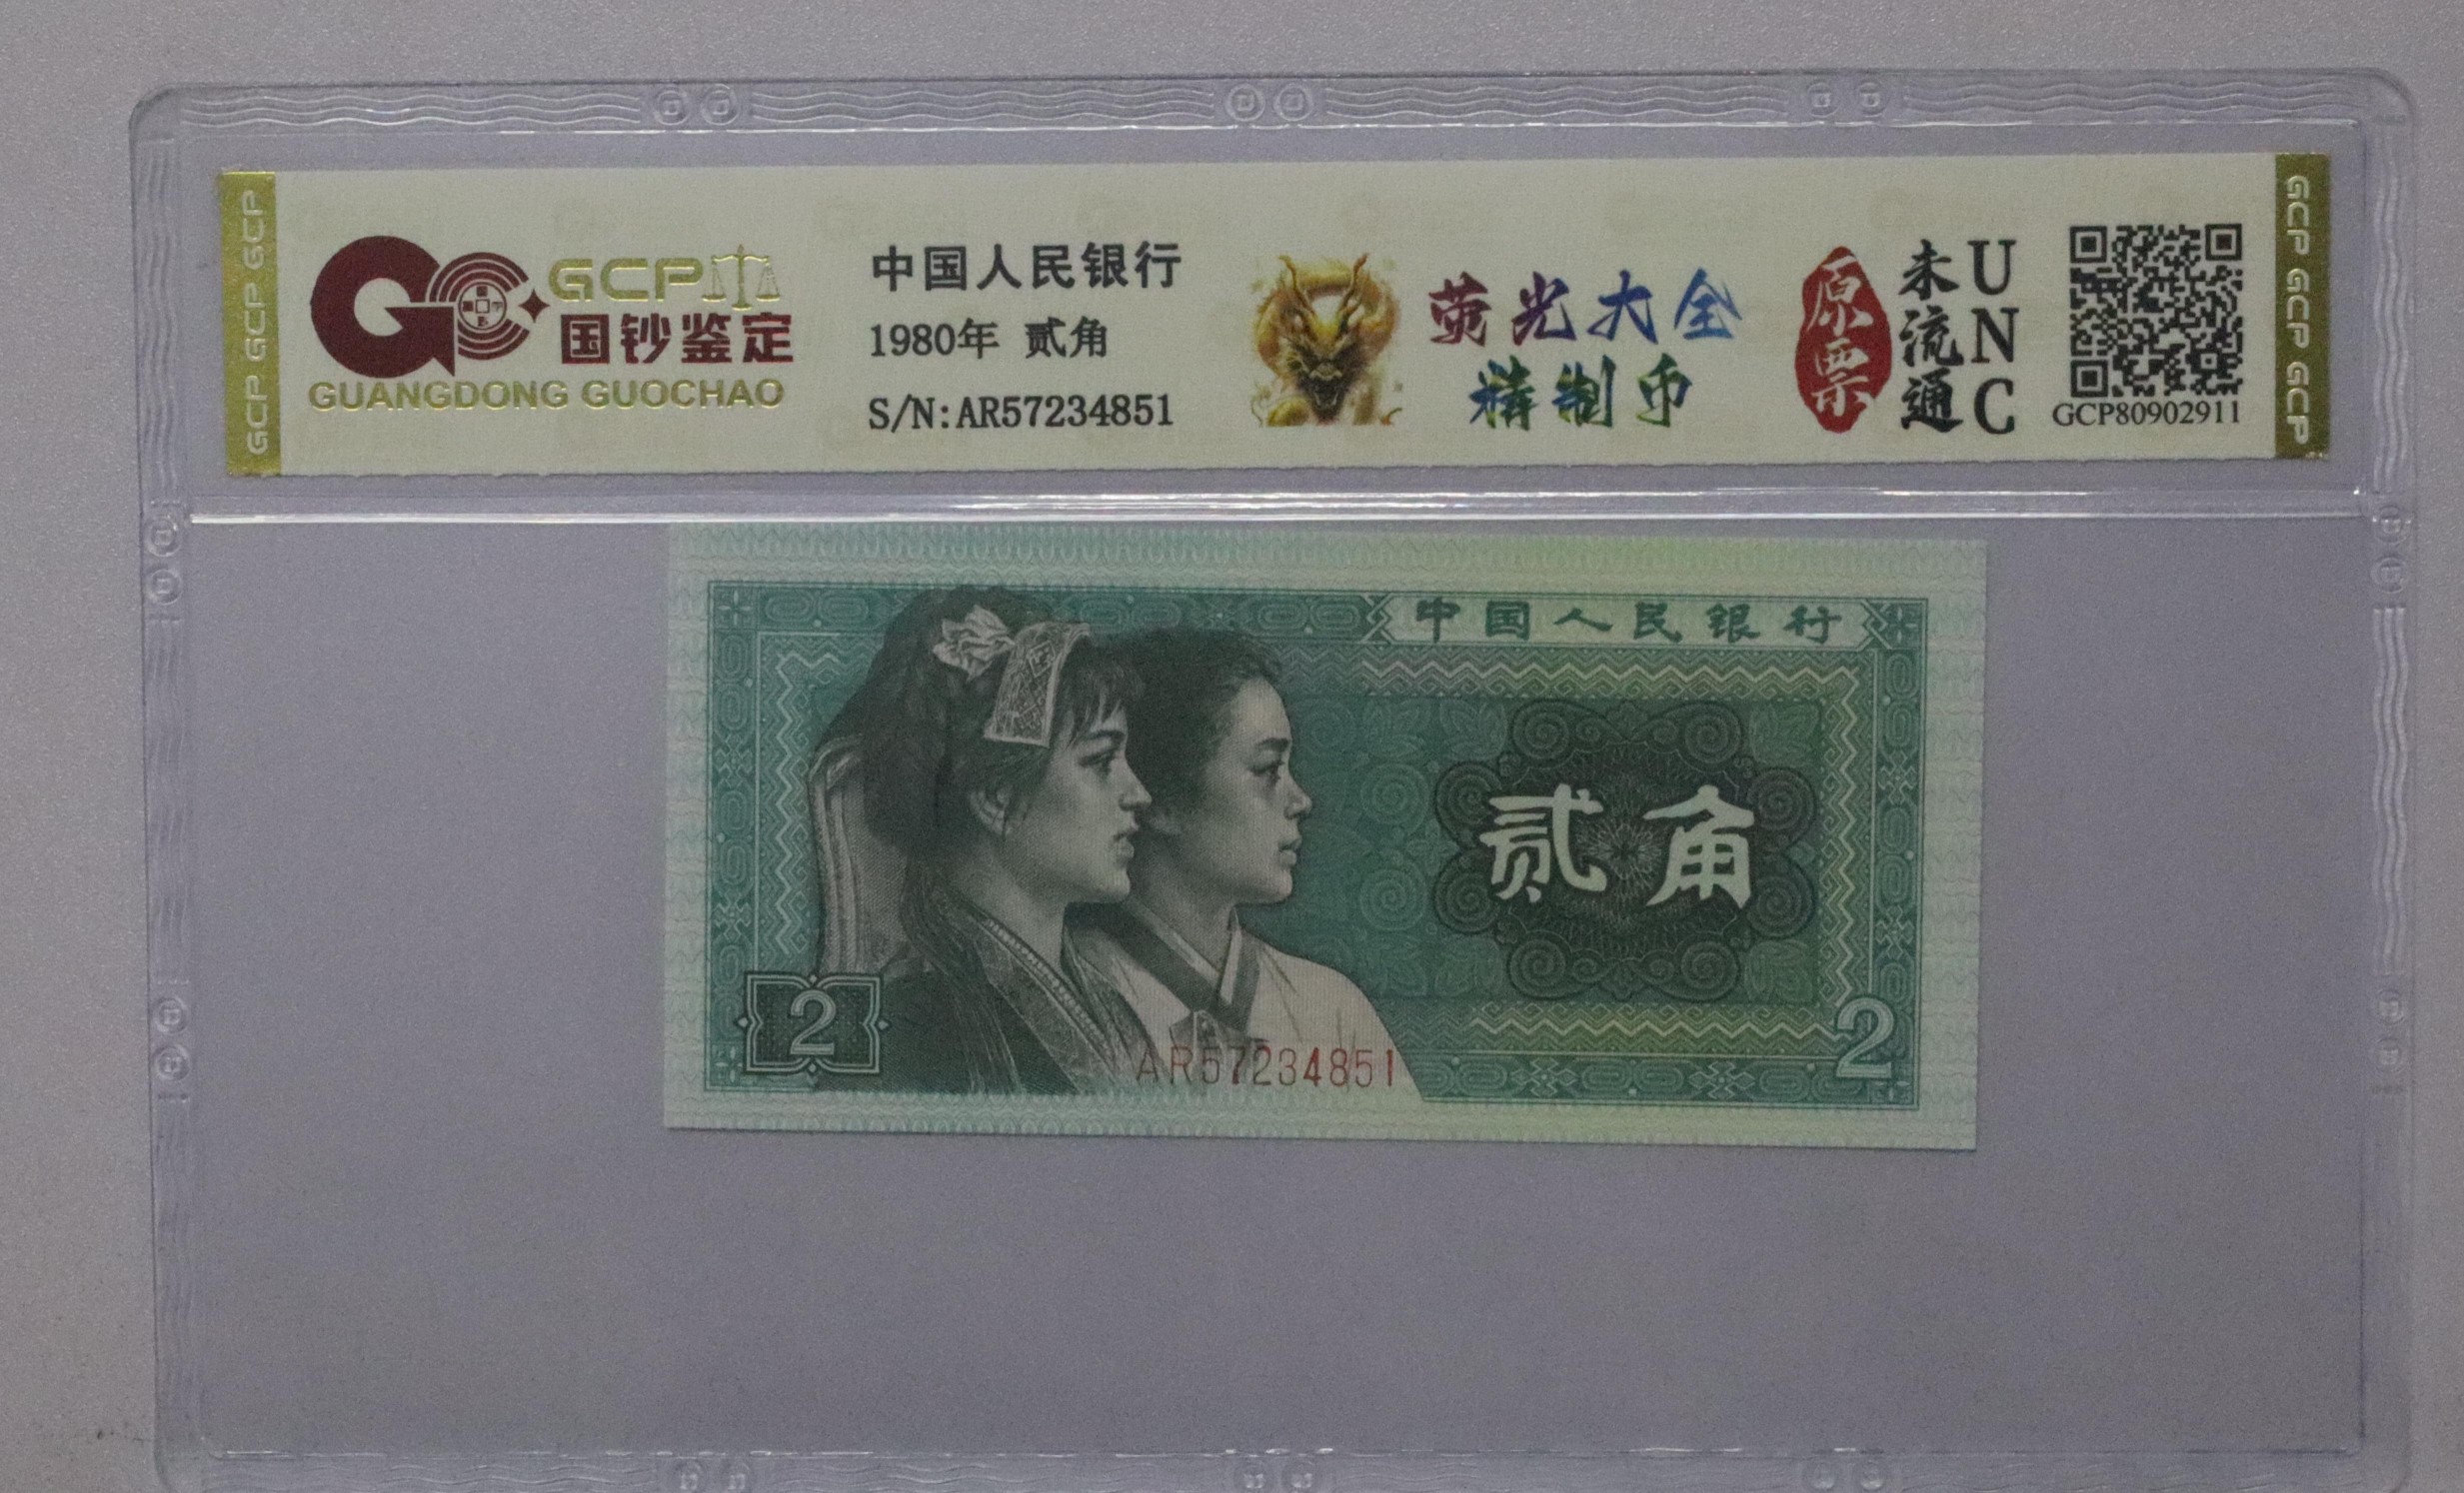 GCP GCP GCP
GCP
国钞鉴定
GUANGDONG GUOCHAO
中国人民银行
1980年 贰角
S/N:AR57234851
荧光大全
精制币
原票
未流通
UNC
GCP80902911
GCP GCP GCP
中国人民银行
贰角
2
2
AR57234851